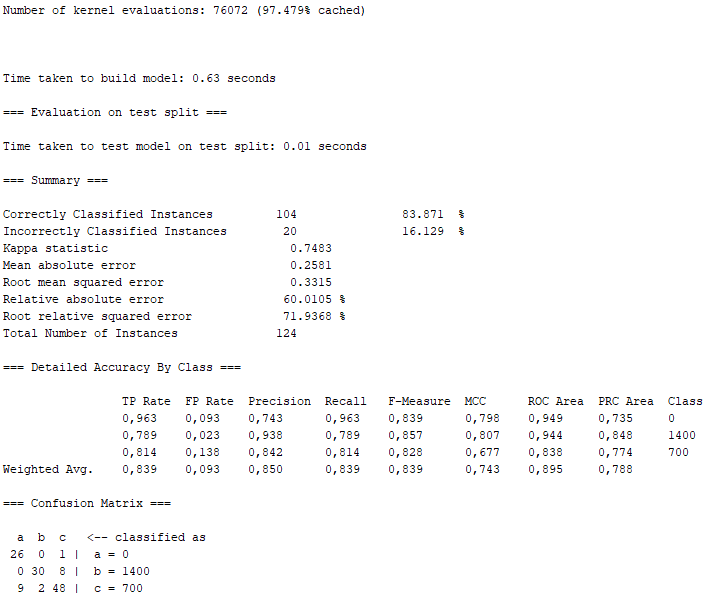 Number of kernel evaluations: 76072 (97.479% cached)
Time taken to build model: 0.63 seconds
=== Evaluation on test split ===
Time taken to test model on test split: 0.01 seconds
=== Summary ===
Correctly Classified Instances         104               83.871  %
Incorrectly Classified Instances        20               16.129  %
Kappa statistic                          0.7483
Mean absolute error                      0.2581
Root mean squared error                  0.3315
Relative absolute error                 60.0105 %
Root relative squared error             71.9368 %
Total Number of Instances              124
=== Detailed Accuracy By Class ===
                 TP Rate  FP Rate  Precision  Recall   F-Measure  MCC      ROC Area  PRC Area  Class
                 0,963    0,093    0,743      0,963    0,839      0,798    0,949     0,735     0
                 0,789    0,023    0,938      0,789    0,857      0,807    0,944     0,848     1400
                 0,814    0,138    0,842      0,814    0,828      0,677    0,838     0,774     700
Weighted Avg.    0,839    0,093    0,850      0,839    0,839      0,743    0,895     0,788
=== Confusion Matrix ===
  a  b  c   <-- classified as
 26  0  1 |  a = 0
  0 30  8 |  b = 1400
  9  2 48 |  c = 700